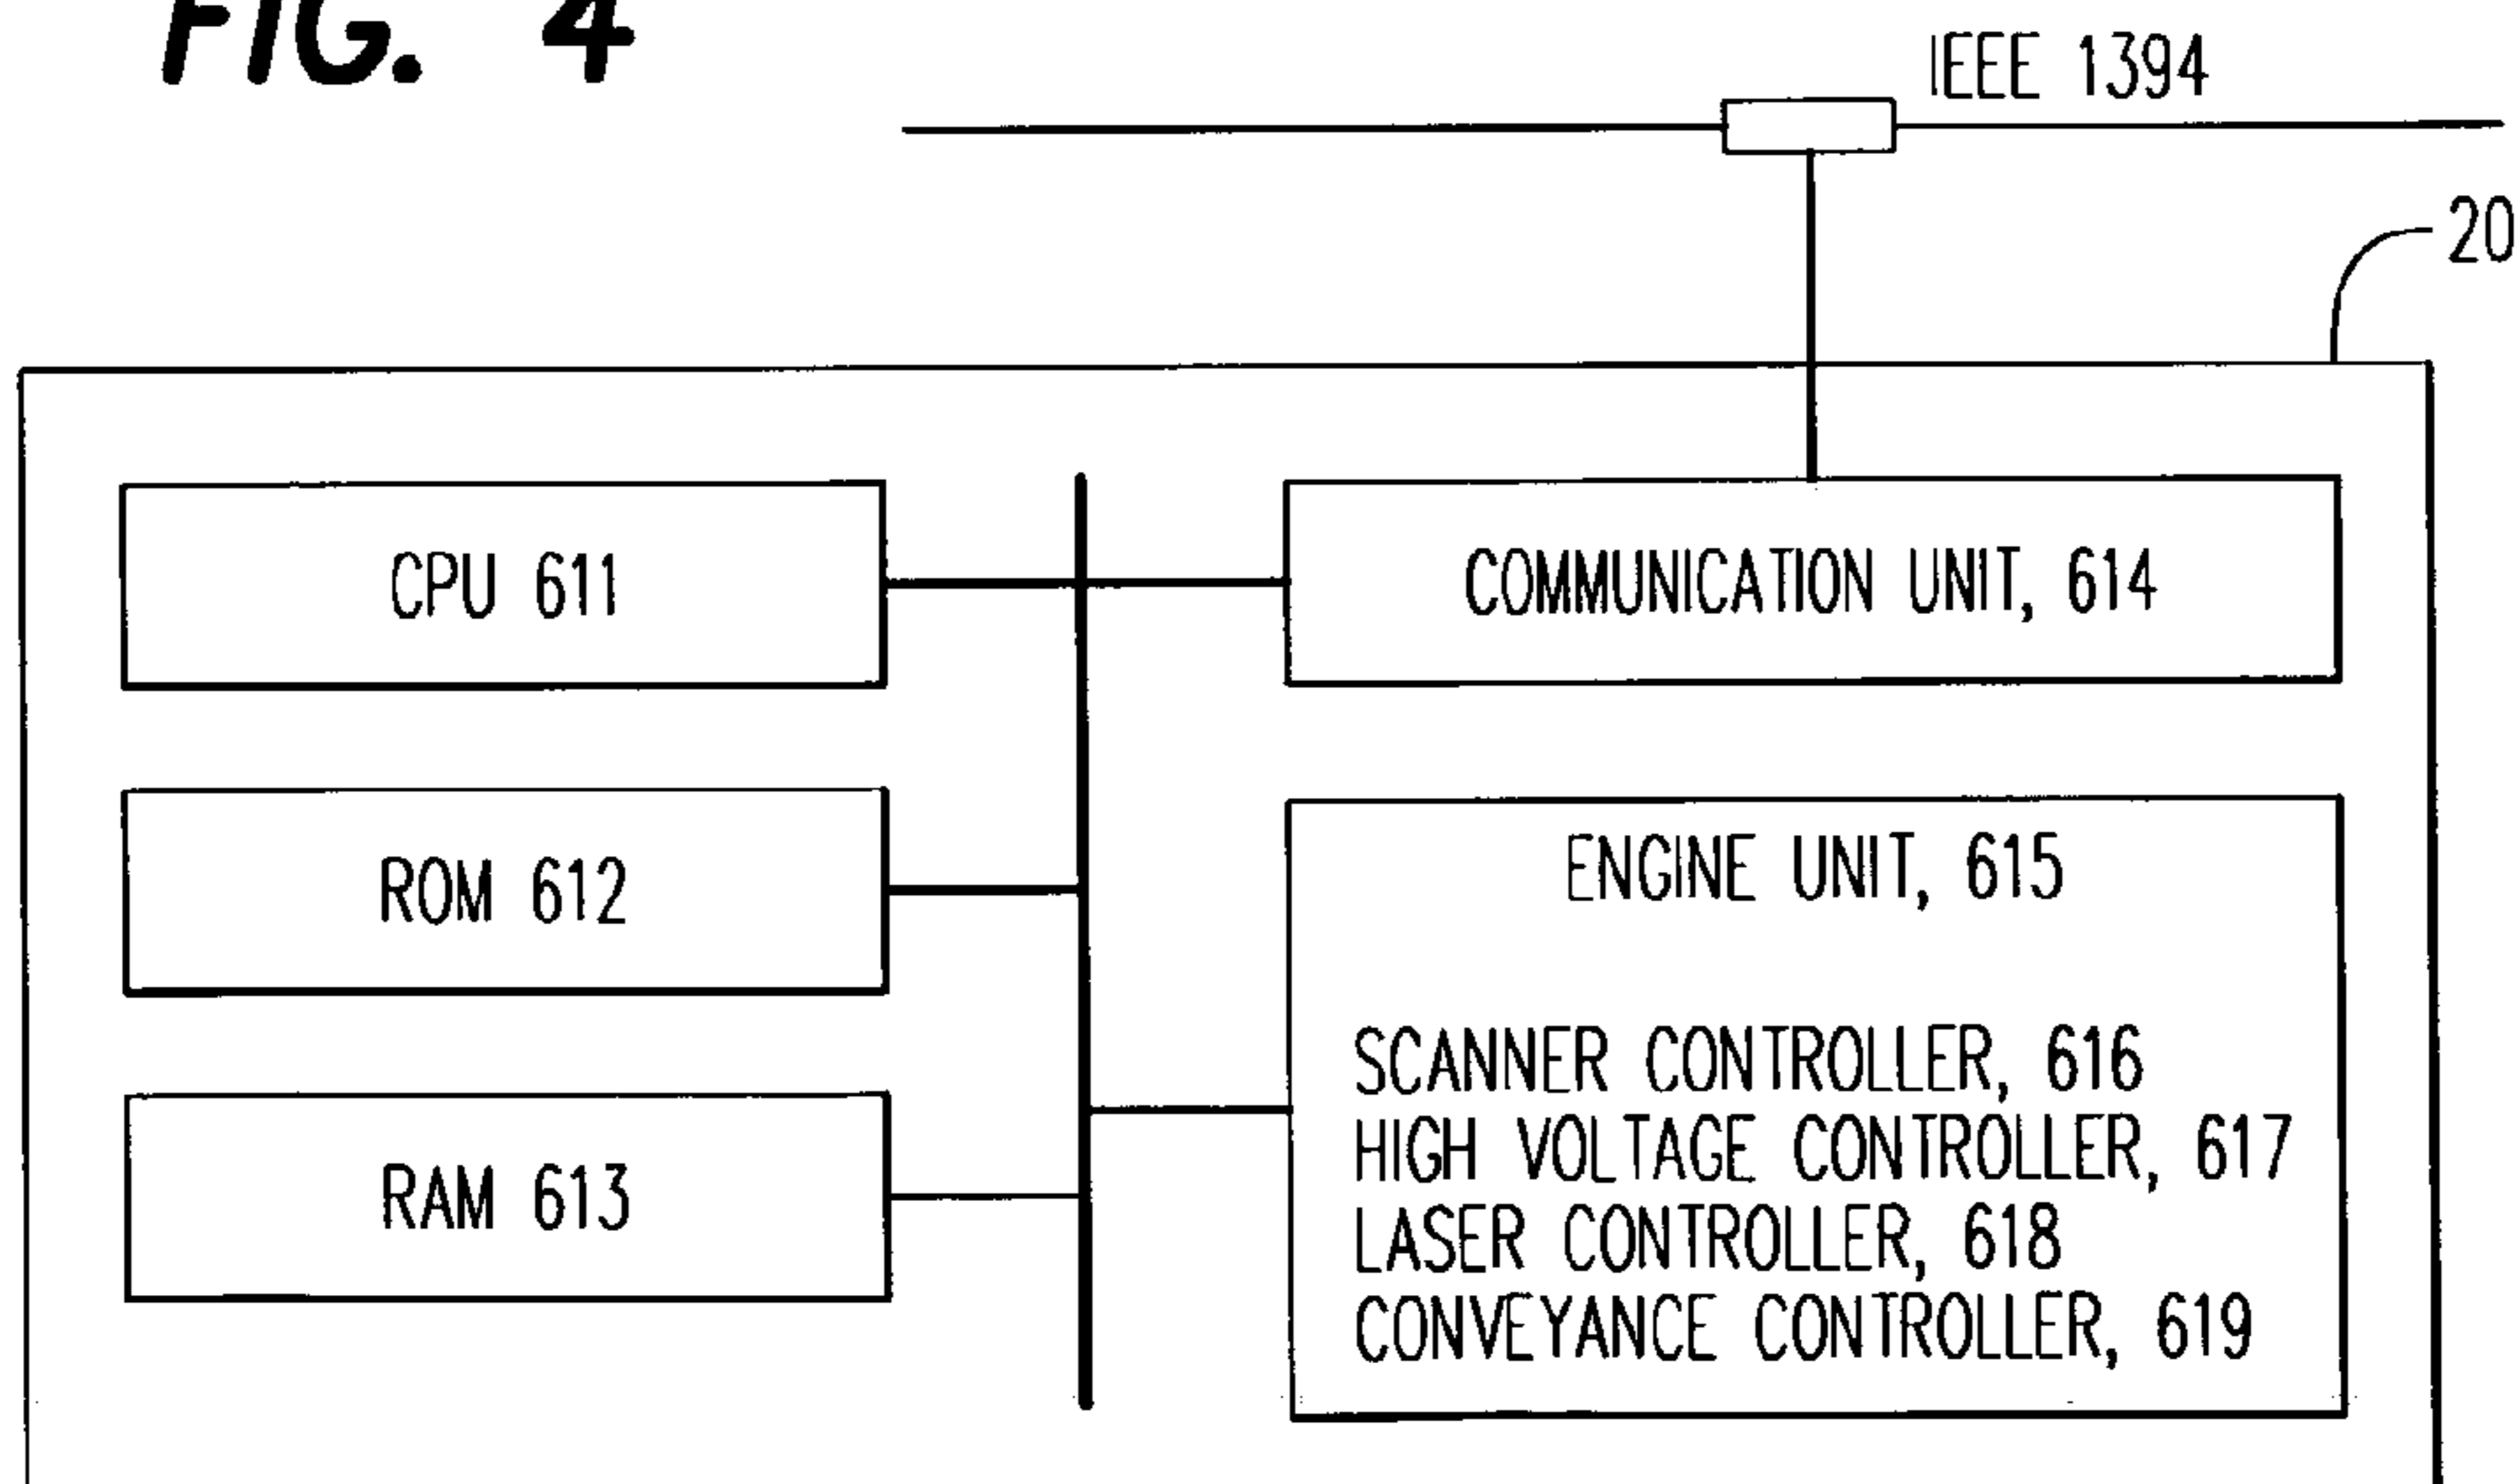 FIG. 4
IEEE 1394
20
CPU 611
COMMUNICATION UNIT, 614
ROM 612
ENGINE UNIT, 615
RAM 613
SCANNER CONTROLLER, 616
HIGH VOLTAGE CONTROLLER, 617
LASER CONTROLLER, 618
CONVEYANCE CONTROLLER, 619